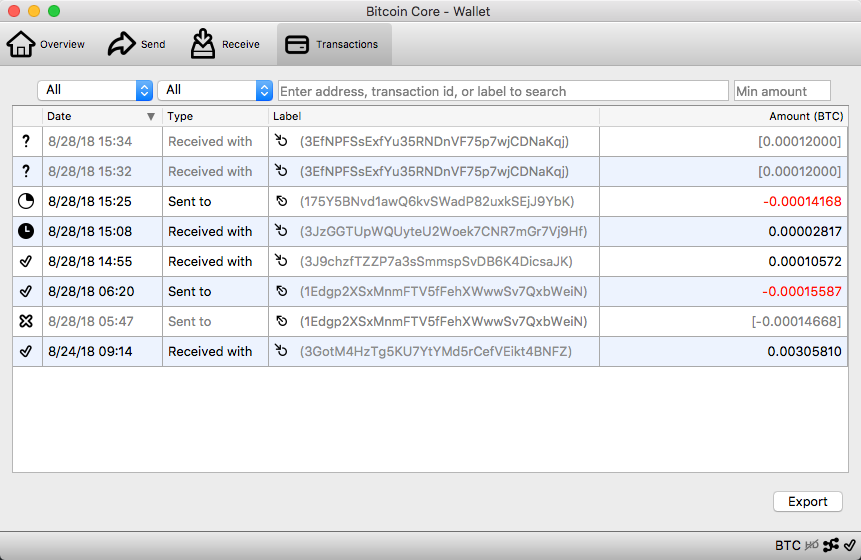 Bitcoin Core - Wallet
Overview Send Receive Transactions
All All Enter address, transaction id, or label to search Min amount
Date Type Label Amount (BTC)
? 8/28/18 15:34 Received with (3EfNPFSsExfYu35RNDnVF75p7wjCDNaKqj) [0.00012000]
? 8/28/18 15:32 Received with (3EfNPFSsExfYu35RNDnVF75p7wjCDNaKqj) [0.00012000]
8/28/18 15:25 Sent to (175Y5BNvd1awQ6kvSWadP82uxkSEjJ9YbK) -0.00014168
8/28/18 15:08 Received with (3JzGGTUpWQUyteU2Woek7CNR7mGr7Vj9Hf) 0.00002817
8/28/18 14:55 Received with (3J9chzfTZZP7a3sSmmspSvDB6K4DicsaJK) 0.00010572
8/28/18 06:20 Sent to (1Edgp2XSxMnmFTV5fFehXWwwSv7QxbWeiN) -0.00015587
8/28/18 05:47 Sent to (1Edgp2XSxMnmFTV5fFehXWwwSv7QxbWeiN) [-0.00014668]
8/24/18 09:14 Received with (3GotM4HzTg5KU7YtYMd5rCefVEikt4BNFZ) 0.00305810
Export
BTC HD